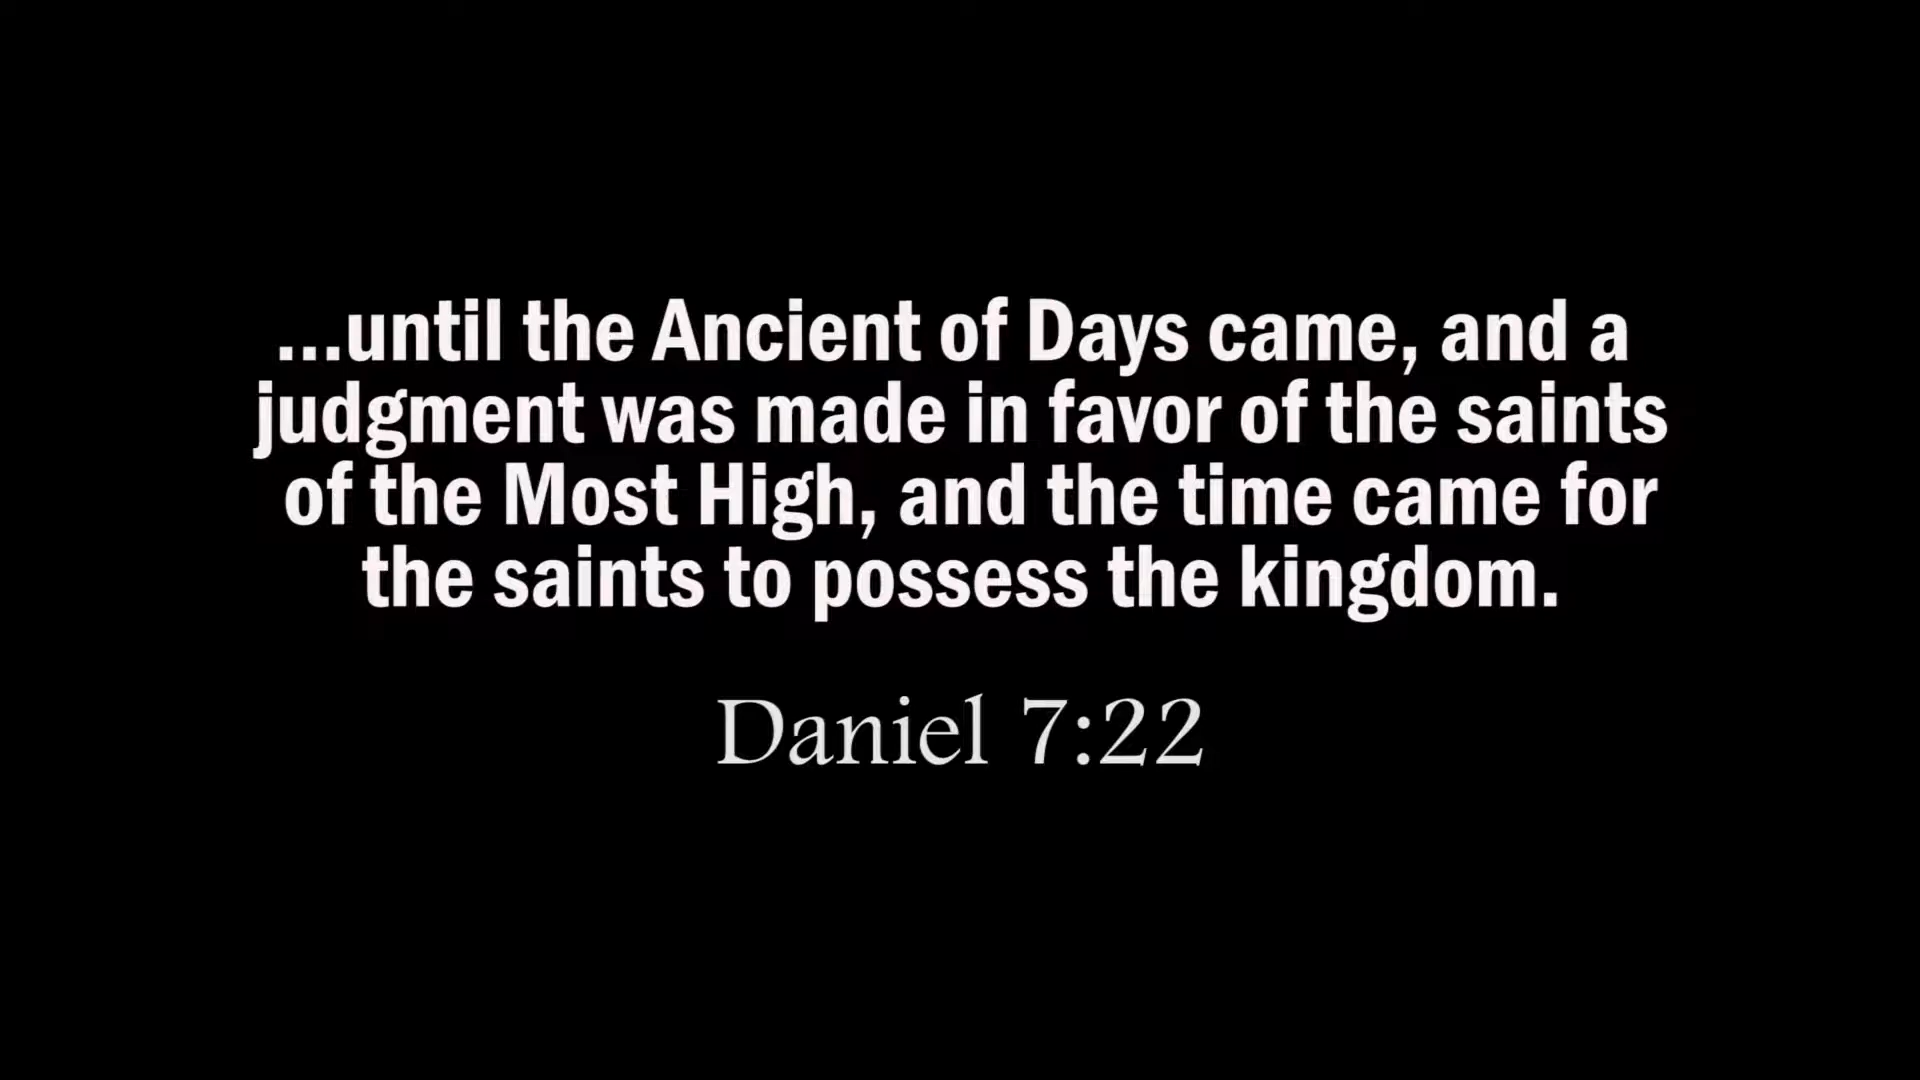 ...until the Ancient of Days came, and a
judgment was made in favor of the saints
of the Most High, and the time came for
the saints to possess the kingdom.
Daniel 7:22